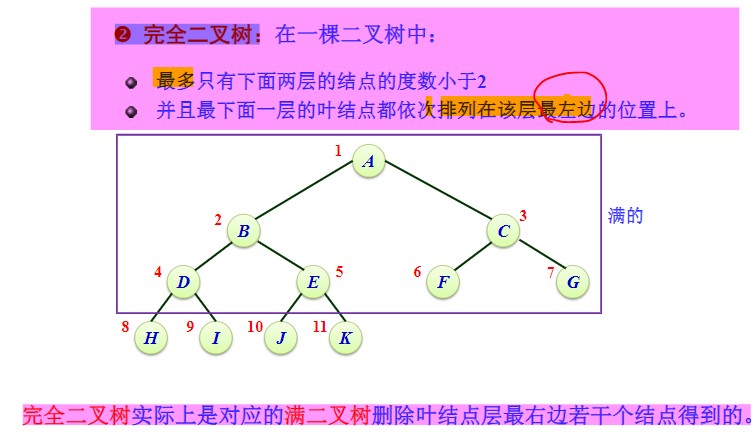 ❷ 完全二叉树：在一棵二叉树中：
最多只有下面两层的结点的度数小于2
并且最下面一层的叶结点都依次排列在该层最左边的位置上。
1 A
2 B C 3
满的
4 D E 5 6 F 7 G
8 H 9 I 10 J 11 K
完全二叉树实际上是对应的满二叉树删除叶结点层最右边若干个结点得到的。